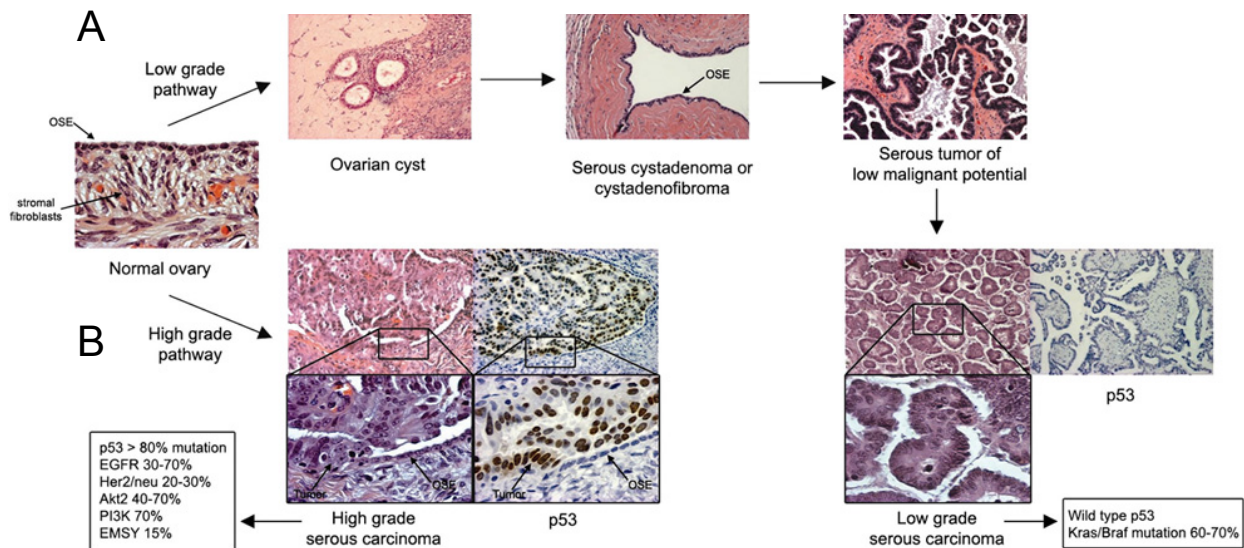 A
Low grade
pathway
OSE
stromal
fibroblasts
Normal ovary
Ovarian cyst
OSE
Serous cystadenoma or
cystadenofibroma
Serous tumor of
low malignant potential
B
High grade
pathway
p53 > 80% mutation
EGFR 30-70%
Her2/neu 20-30%
Akt2 40-70%
PI3K 70%
EMSY 15%
Tumor
OSE
High grade
serous carcinoma
Tumor
OSE
p53
p53
Low grade
serous carcinoma
Wild type p53
Kras/Braf mutation 60-70%